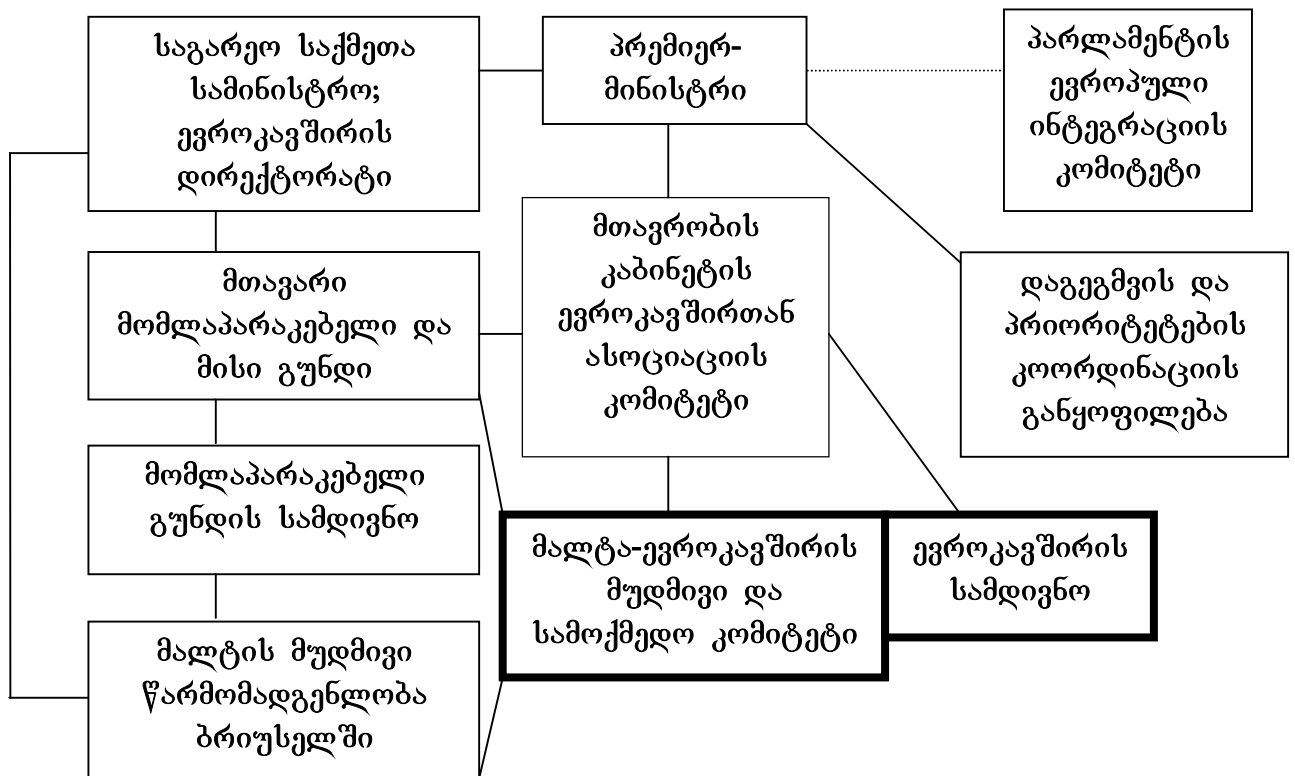 საგარეო საქმეთა
სამინისტრო;
ევროკავშირის
დირექტორატი
პრემიერ-
მინისტრი
პარლამენტის
ევროპული
ინტეგრაციის
კომიტეტი
მთავარი
მომლაპარაკებელი და
მისი გუნდი
მთავრობის
კაბინეტის
ევროკავშირთან
ასოციაციის
კომიტეტი
დაგეგმვის და
პრიორიტეტების
კოორდინაციის
განყოფილება
მომლაპარაკებელი
გუნდის სამდივნო
მალტა-ევროკავშირის
მუდმივი და
სამოქმედო კომიტეტი
ევროკავშირის
სამდივნო
მალტის მუდმივი
წარმომადგენლობა
ბრიუსელში